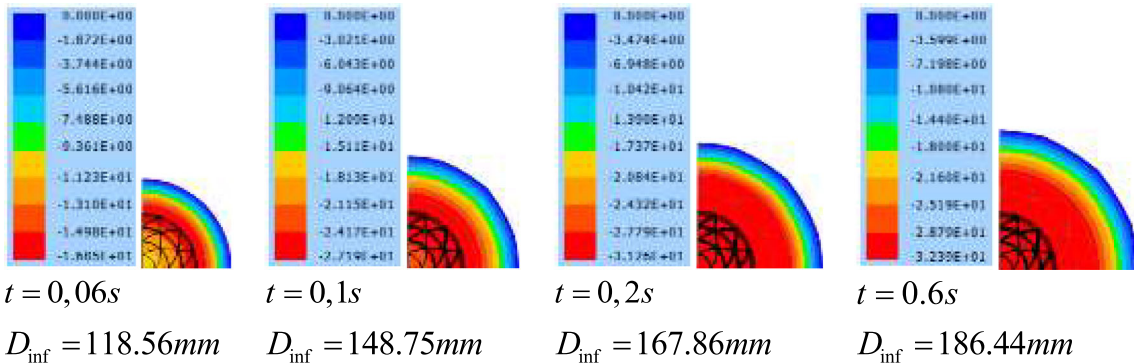 0.000E+00
-1.872E+00
-3.744E+00
-5.616E+00
-7.488E+00
-9.361E+00
-1.123E+01
-1.310E+01
-1.498E+01
-1.685E+01
t = 0,06s
D_inf = 118.56mm
0.000E+00
-3.021E+00
-6.043E+00
-9.064E+00
-1.209E+01
-1.511E+01
-1.813E+01
-2.115E+01
-2.417E+01
-2.719E+01
t = 0,1s
D_inf = 148.75mm
0.000E+00
-3.474E+00
-6.948E+00
-1.042E+01
-1.390E+01
-1.737E+01
-2.084E+01
-2.432E+01
-2.779E+01
-3.126E+01
t = 0,2s
D_inf = 167.86mm
0.000E+00
-3.599E+00
-7.198E+00
-1.080E+01
-1.440E+01
-1.800E+01
-2.160E+01
-2.519E+01
-2.879E+01
-3.239E+01
t = 0.6s
D_inf = 186.44mm